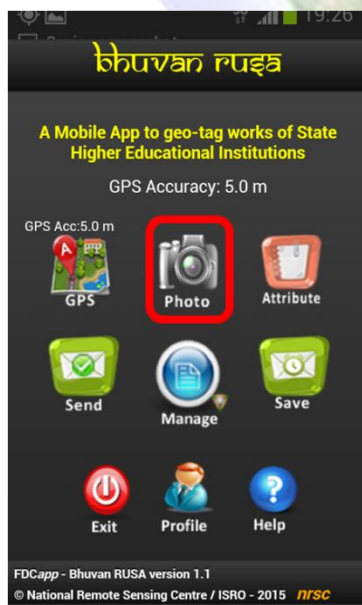 19:26
bhuvan rusa
A Mobile App to geo-tag works of State
Higher Educational Institutions
GPS Accuracy: 5.0 m
GPS Acc:5.0 m
A
GPS
Photo
Attribute
Send
Manage
Save
Exit
Profile
Help
FDCapp - Bhuvan RUSA version 1.1
© National Remote Sensing Centre / ISRO - 2015 nrsc